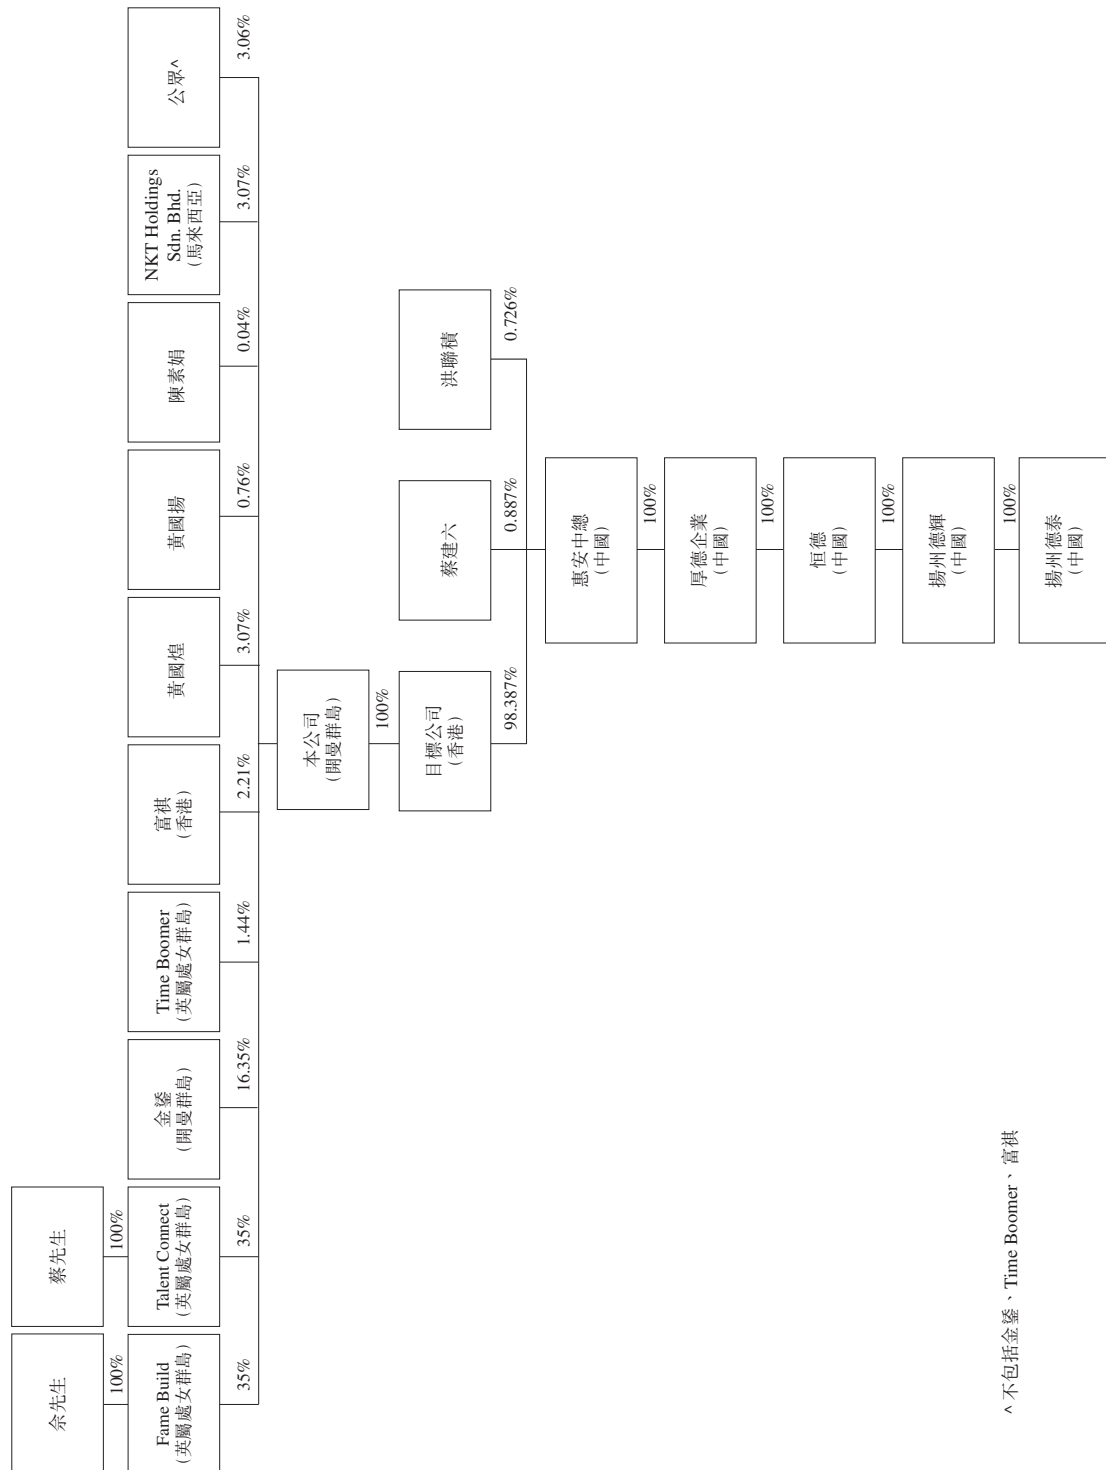 佘先生
蔡先生
100%
100%
Fame Build
(英屬處女群島)
Talent Connect
(英屬處女群島)
金鋈
(開曼群島)
Time Boomer
(英屬處女群島)
富祺
(香港)
黃國煌
黃國揚
陳素娟
NKT Holdings
Sdn. Bhd.
(馬來西亞)
公眾^
35%
35%
16.35%
1.44%
2.21%
3.07%
0.76%
0.04%
3.07%
3.06%
本公司
(開曼群島)
100%
目標公司
(香港)
蔡建六
洪聯積
98.387%
0.887%
0.726%
惠安中總
(中國)
100%
厚德企業
(中國)
100%
恒德
(中國)
100%
揚州德輝
(中國)
100%
揚州德泰
(中國)
^ 不包括金鋈、Time Boomer、富祺